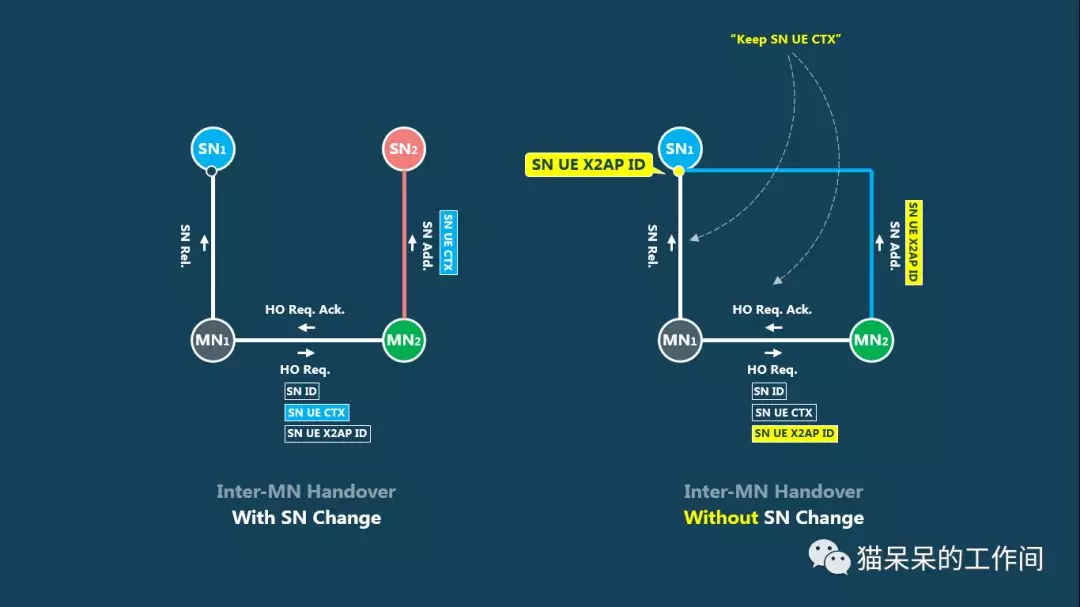 “Keep SN UE CTX”
SN1
SN2
SN Rel.
SN Add.
SN UE CTX
HO Req. Ack.
MN1
MN2
HO Req.
SN ID
SN UE CTX
SN UE X2AP ID
Inter-MN Handover
With SN Change
SN UE X2AP ID
SN1
SN Rel.
SN Add.
SN UE X2AP ID
HO Req. Ack.
MN1
MN2
HO Req.
SN ID
SN UE CTX
SN UE X2AP ID
Inter-MN Handover
Without SN Change
猫呆呆的工作间